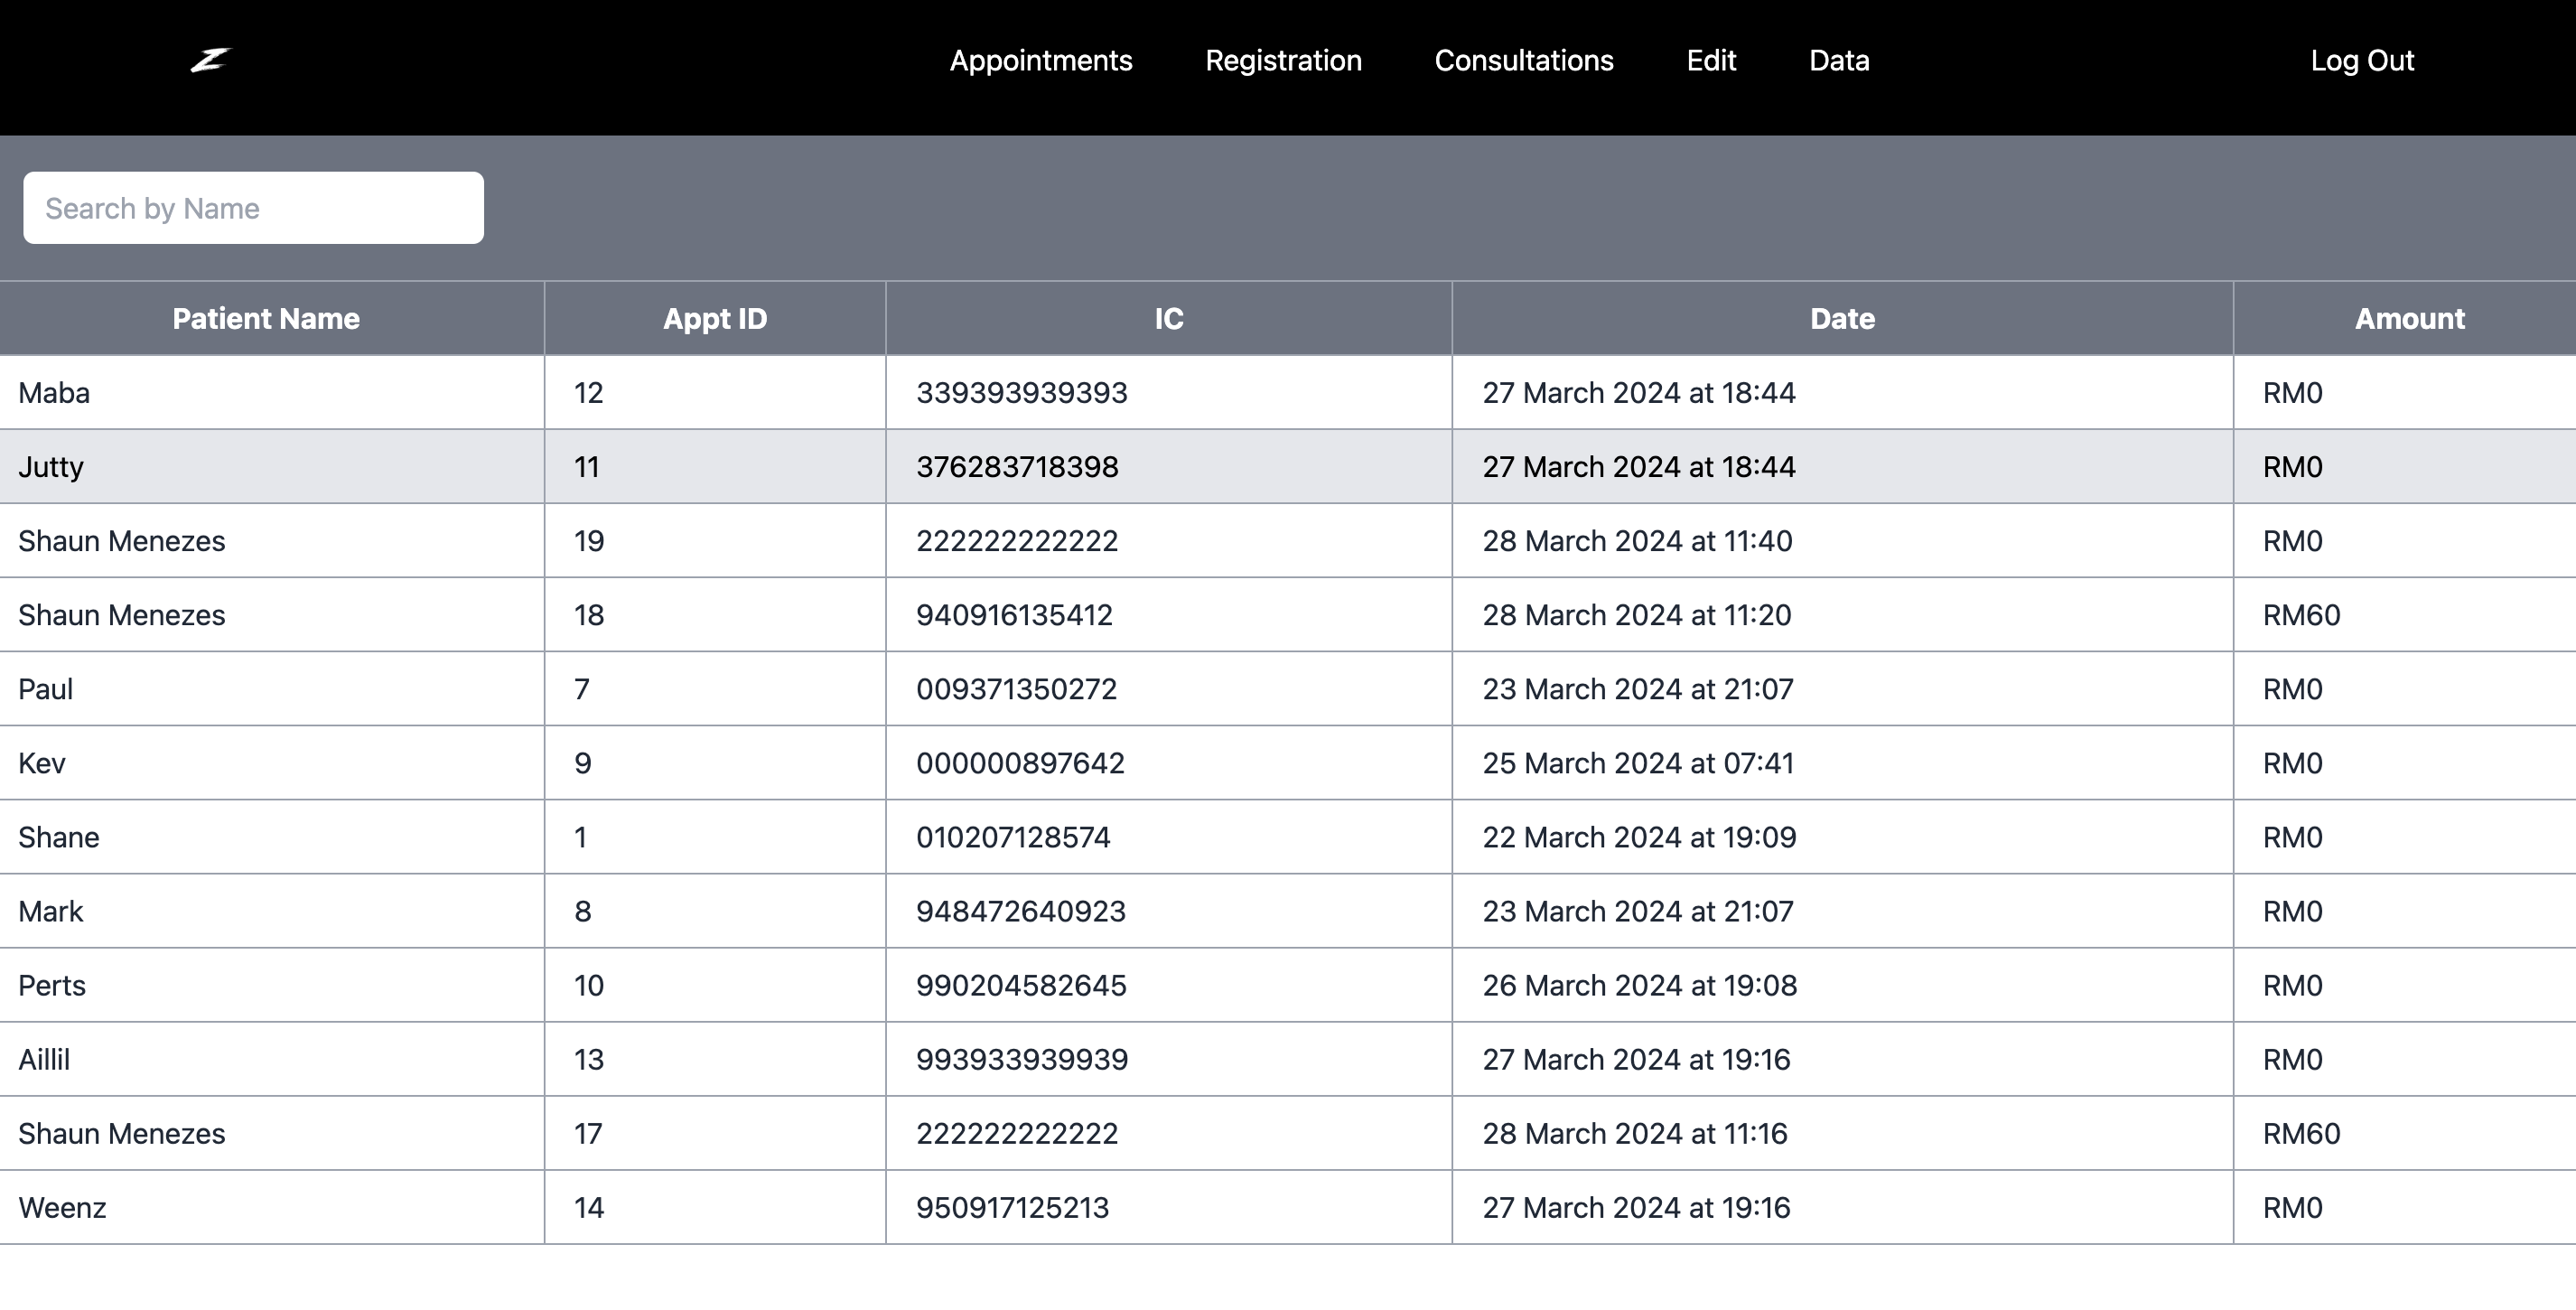 Z
Appointments Registration Consultations Edit Data Log Out
Search by Name
Patient Name Appt ID IC Date Amount
Maba 12 339393939393 27 March 2024 at 18:44 RM0
Jutty 11 376283718398 27 March 2024 at 18:44 RM0
Shaun Menezes 19 222222222222 28 March 2024 at 11:40 RM0
Shaun Menezes 18 940916135412 28 March 2024 at 11:20 RM60
Paul 7 009371350272 23 March 2024 at 21:07 RM0
Kev 9 000000897642 25 March 2024 at 07:41 RM0
Shane 1 010207128574 22 March 2024 at 19:09 RM0
Mark 8 948472640923 23 March 2024 at 21:07 RM0
Perts 10 990204582645 26 March 2024 at 19:08 RM0
Aillil 13 993933939939 27 March 2024 at 19:16 RM0
Shaun Menezes 17 222222222222 28 March 2024 at 11:16 RM60
Weenz 14 950917125213 27 March 2024 at 19:16 RM0